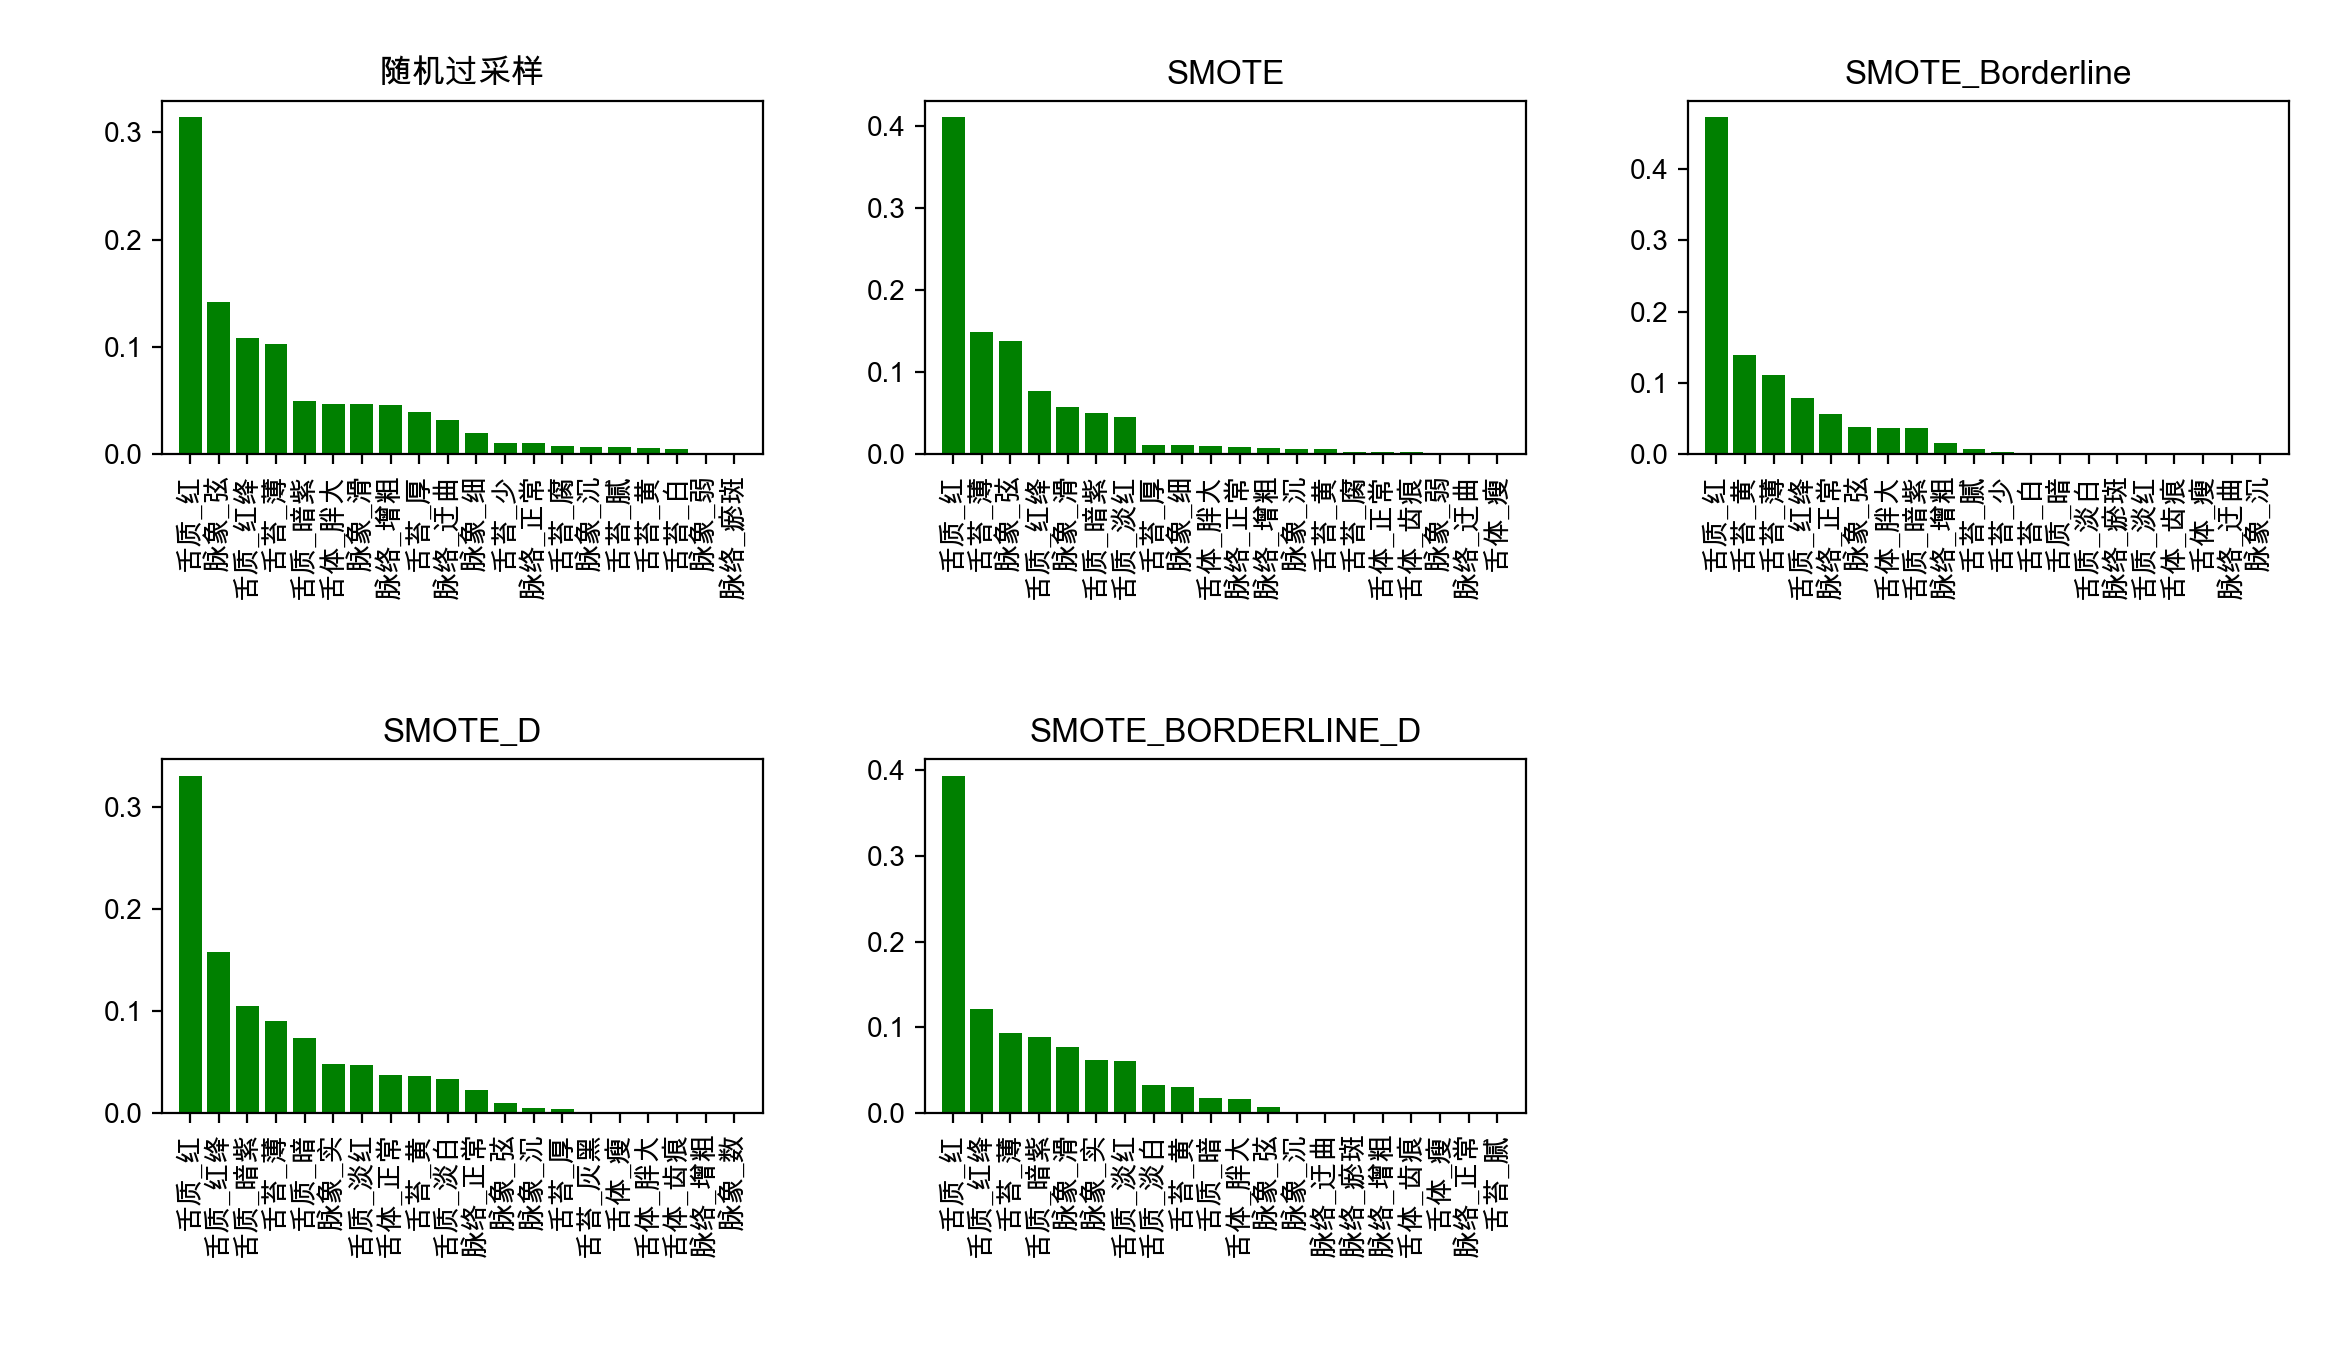 随机过采样
0.3
0.2
0.1
0.0
舌质_红
脉象_弦
舌质_红绛
舌苔_薄
舌质_暗紫
舌体_胖大
脉象_滑
脉络_增粗
舌苔_厚
脉络_迂曲
脉象_细
舌苔_少
脉络_正常
舌苔_腐
脉象_沉
舌苔_腻
舌苔_黄
舌苔_白
脉象_弱
脉络_瘀斑
SMOTE
0.4
0.3
0.2
0.1
0.0
舌质_红
舌苔_薄
脉象_弦
舌质_红绛
脉象_滑
舌质_暗紫
舌质_淡红
舌苔_厚
脉象_细
舌体_胖大
脉络_正常
脉络_增粗
脉象_沉
舌苔_黄
舌苔_腐
舌体_正常
舌体_齿痕
脉象_弱
脉络_迂曲
舌体_瘦
SMOTE_Borderline
0.4
0.3
0.2
0.1
0.0
舌质_红
舌苔_黄
舌苔_薄
舌质_红绛
脉络_正常
脉象_弦
舌体_胖大
舌质_暗紫
脉络_增粗
舌苔_腻
舌苔_少
舌苔_白
舌质_暗
舌质_淡白
脉络_瘀斑
舌质_淡红
舌体_齿痕
舌体_瘦
脉络_迂曲
脉象_沉
SMOTE_D
0.3
0.2
0.1
0.0
舌质_红
舌质_红绛
舌质_暗紫
舌苔_薄
舌质_暗
脉象_实
舌质_淡红
舌体_正常
舌苔_黄
舌质_淡白
脉络_正常
脉象_弦
脉象_沉
舌苔_厚
舌苔_灰黑
舌体_瘦
舌体_胖大
舌体_齿痕
脉络_增粗
脉象_数
SMOTE_BORDERLINE_D
0.4
0.3
0.2
0.1
0.0
舌质_红
舌质_红绛
舌苔_薄
舌质_暗紫
脉象_滑
脉象_实
舌质_淡红
舌质_淡白
舌苔_黄
舌质_暗
舌体_胖大
脉象_弦
脉象_沉
脉络_迂曲
脉络_瘀斑
脉络_增粗
舌体_齿痕
舌体_瘦
脉络_正常
舌苔_腻